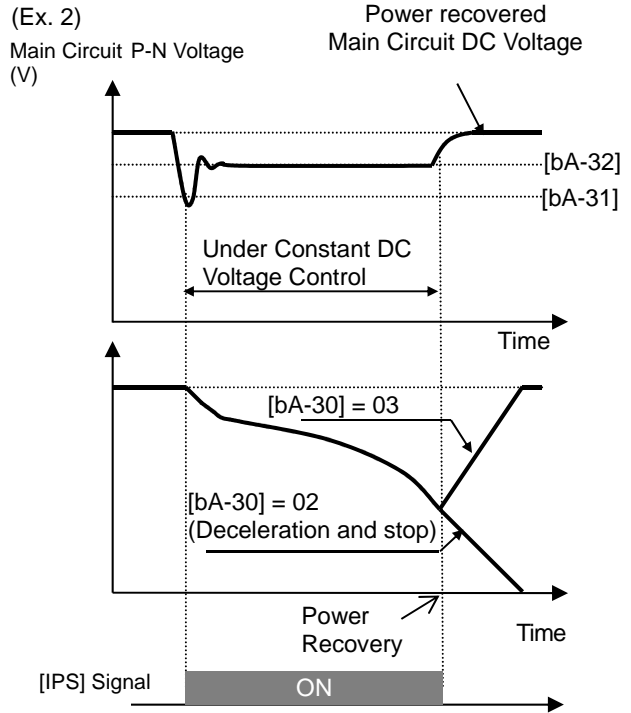 (Ex. 2)
Power recovered
Main Circuit DC Voltage
Main Circuit P-N Voltage
(V)
[bA-32]
[bA-31]
Under Constant DC
Voltage Control
Time
[bA-30] = 03
[bA-30] = 02
(Deceleration and stop)
Power
Recovery
Time
[IPS] Signal
ON